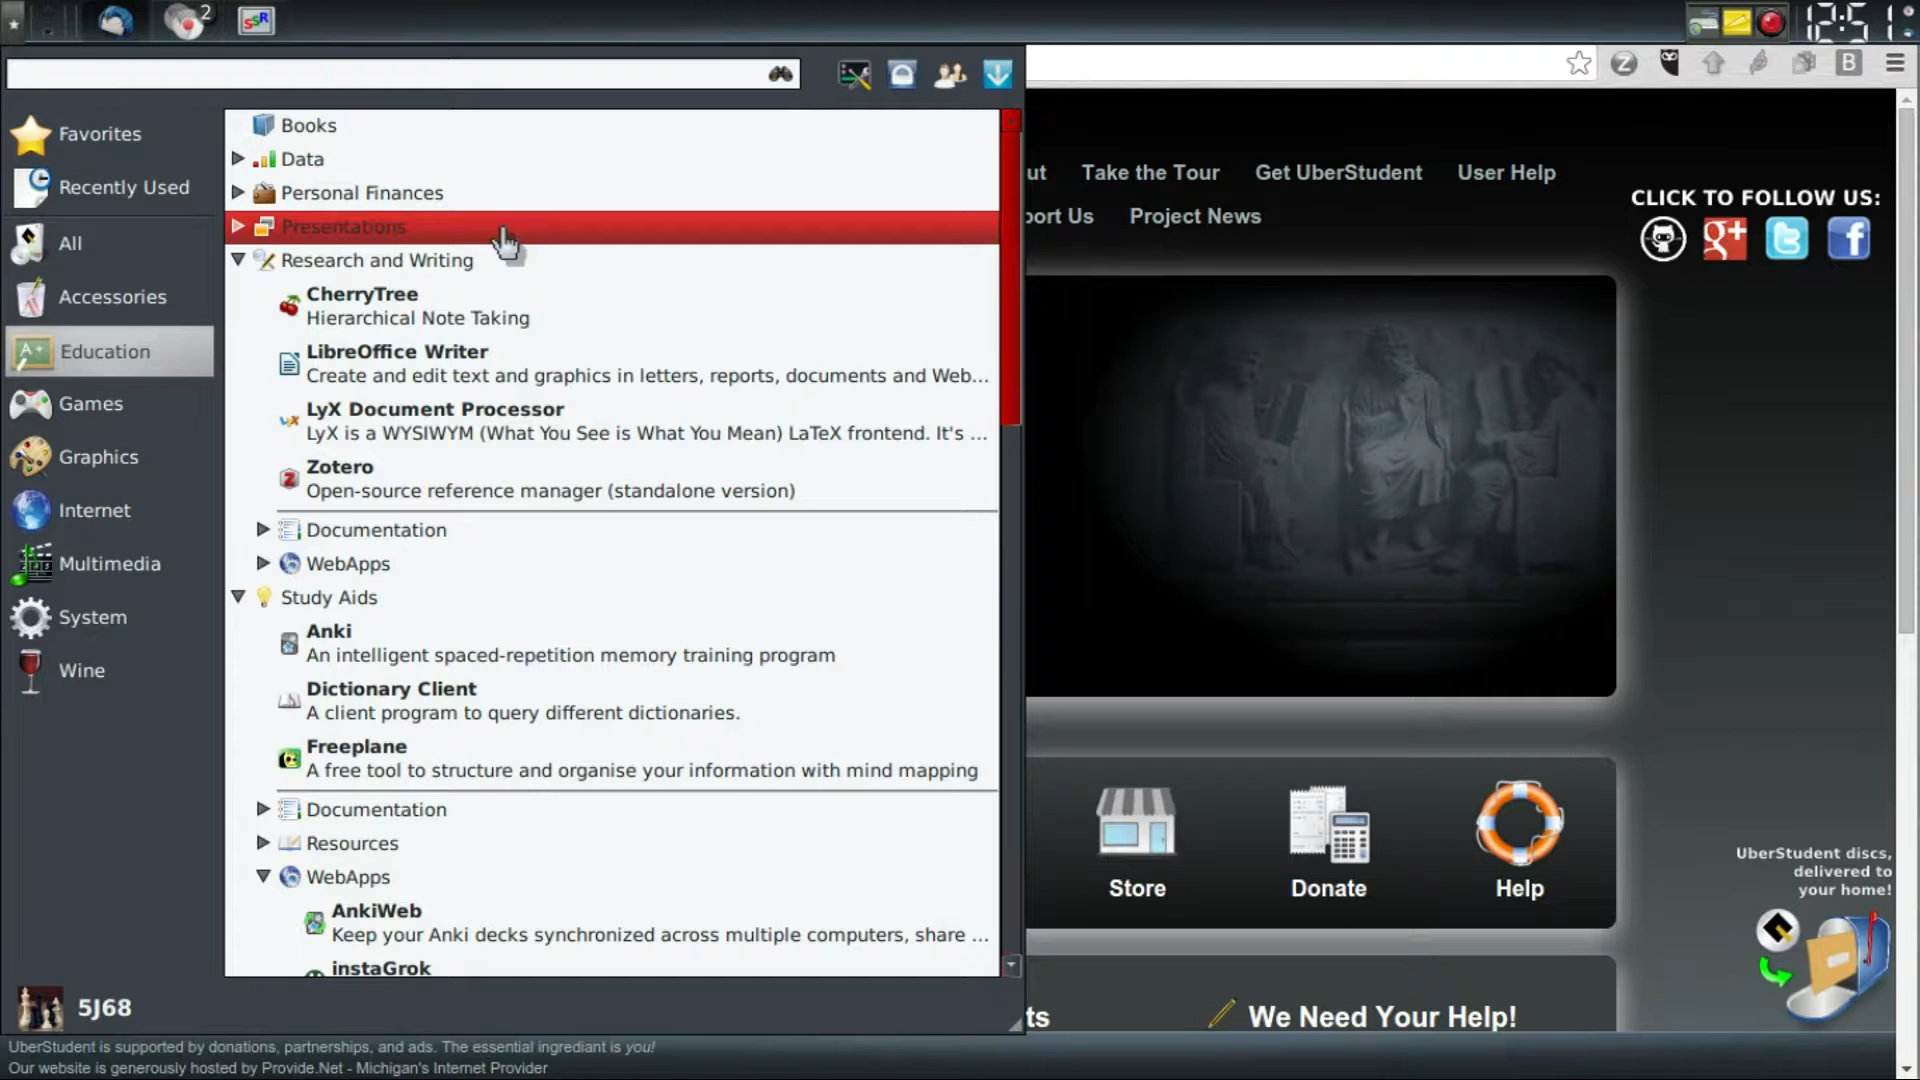 2
SSR
12:51
Z
B
Favorites
Recently Used
All
Accessories
Education
Games
Graphics
Internet
Multimedia
System
Wine
5J68
Books
Data
Personal Finances
Presentations
Research and Writing
CherryTree
Hierarchical Note Taking
LibreOffice Writer
Create and edit text and graphics in letters, reports, documents and Web...
LyX Document Processor
LyX is a WYSIWYM (What You See is What You Mean) LaTeX frontend. It's ...
Zotero
Open-source reference manager (standalone version)
Documentation
WebApps
Study Aids
Anki
An intelligent spaced-repetition memory training program
Dictionary Client
A client program to query different dictionaries.
Freeplane
A free tool to structure and organise your information with mind mapping
Documentation
Resources
WebApps
AnkiWeb
Keep your Anki decks synchronized across multiple computers, share ...
instaGrok
ut Take the Tour Get UberStudent User Help
port Us Project News
CLICK TO FOLLOW US:
Store Donate Help
UberStudent discs,
delivered to
your home!
ts We Need Your Help!
UberStudent is supported by donations, partnerships, and ads. The essential ingredient is you!
Our website is generously hosted by Provide.Net - Michigan's Internet Provider